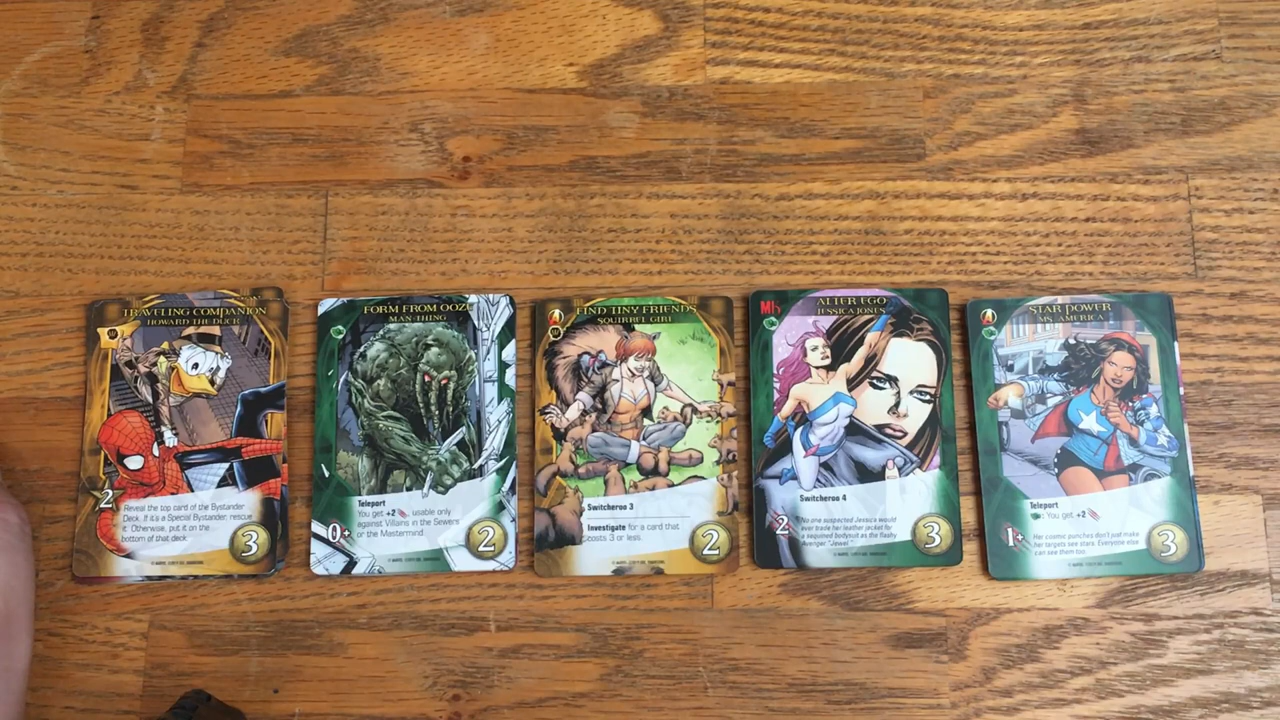 TRAVELING COMPANION
HOWARD THE DUCK
2
Reveal the top card of the Bystander
Deck. If it's a Special Bystander, rescue
it. Otherwise, put it on the
bottom of that deck.
3
FORM FROM OOZE
MAN-THING
Teleport
You get +2 , usable only
against Villains in the Sewers
or the Mastermind.
0+
2
FIND TINY FRIENDS
SQUIRREL GIRL
Switcheroo 3
Investigate for a card that
costs 3 or less.
2
ALTER EGO
JESSICA JONES
Switcheroo 4
No one suspected Jessica would
ever trade her leather jacket for
a sequined bodysuit as the flashy
Avenger "Jewel."
2
3
STAR POWER
MS. AMERICA
Teleport
: You get +2
Her cosmic punches don't just make
her targets see stars. Everyone else
can see them too.
1+
3